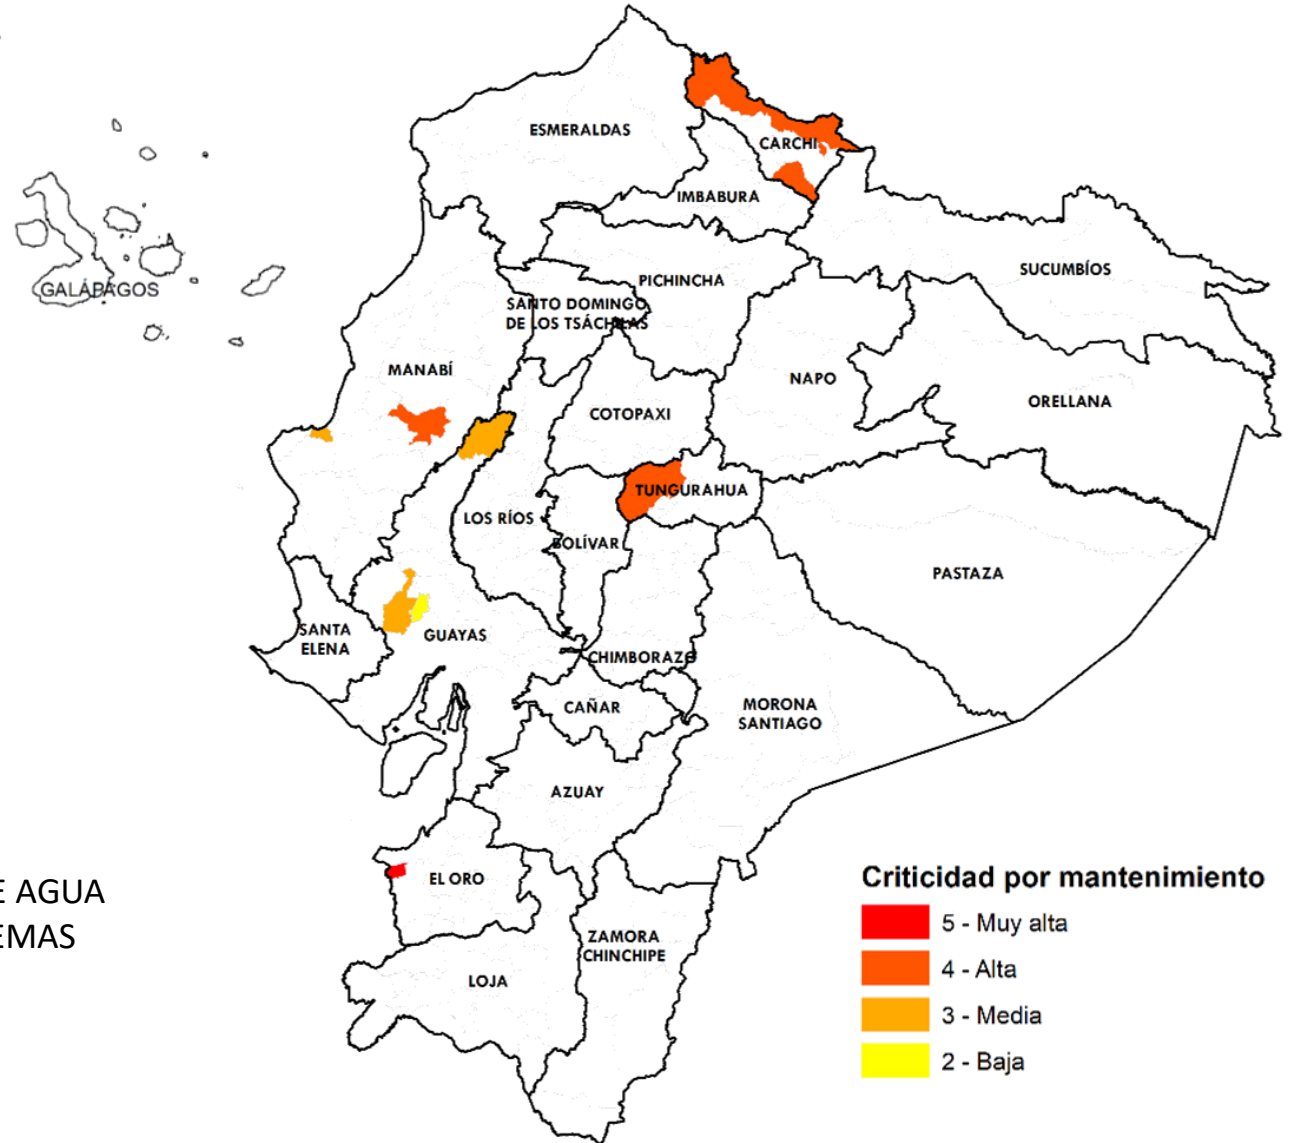 ESMERALDAS
CARCHI
IMBABURA
GALÁPAGOS
PICHINCHA
SUCUMBÍOS
SANTO DOMINGO
DE LOS TSÁCHILAS
MANABÍ
NAPO
ORELLANA
COTOPAXI
TUNGURAHUA
LOS RÍOS
BOLÍVAR
PASTAZA
SANTA
ELENA
GUAYAS
CHIMBORAZO
CAÑAR
MORONA
SANTIAGO
AZUAY
EL ORO
ZAMORA
CHINCHIPE
LOJA
E AGUA
EMAS
Criticidad por mantenimiento
5 - Muy alta
4 - Alta
3 - Media
2 - Baja